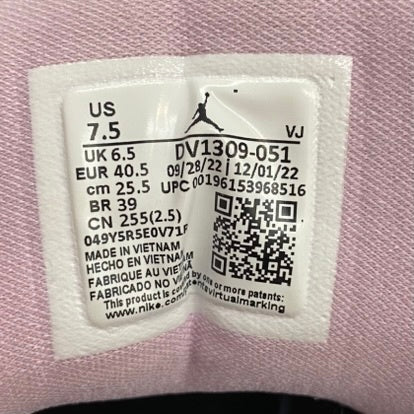 US
7.5
VJ
UK 6.5
DV1309-051
EUR 40.5
09/28/22 | 12/01/22
cm 25.5
UPC 00196153968516
BR 39
CN 255(2.5)
049Y5R5E0V71F
MADE IN VIETNAM
HECHO EN VIETNAM
FABRIQUE AU VIETNAM
FABRICADO NO
This product is by one or more patents:
www.nike.com virtualmarking